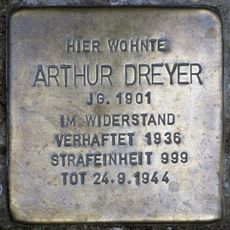 HIER WOHNTE
ARTHUR DREYER
JG. 1901
IM WIDERSTAND
VERHAFTET 1936
STRAFEINHEIT 999
TOT 24.9.1944